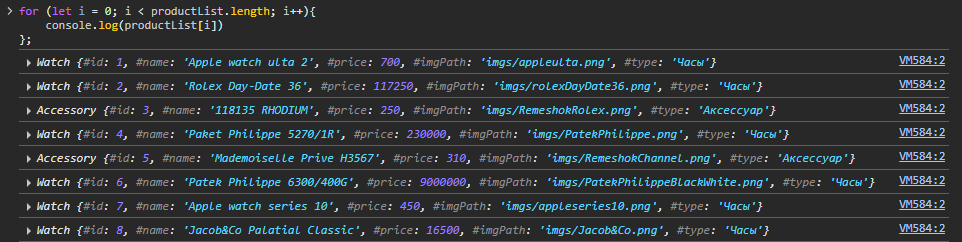 for (let i = 0; i < productList.length; i++){
console.log(productList[i])
};
Watch {#id: 1, #name: 'Apple watch ulta 2', #price: 700, #imgPath: 'imgs/appleulta.png', #type: 'Часы'} VM584:2
Watch {#id: 2, #name: 'Rolex Day-Date 36', #price: 117250, #imgPath: 'imgs/rolexDayDate36.png', #type: 'Часы'} VM584:2
Accessory {#id: 3, #name: '118135 RHODIUM', #price: 250, #imgPath: 'imgs/RemeshokRolex.png', #type: 'Аксессуар'} VM584:2
Watch {#id: 4, #name: 'Paket Philippe 5270/1R', #price: 230000, #imgPath: 'imgs/PatekPhilippe.png', #type: 'Часы'} VM584:2
Accessory {#id: 5, #name: 'Mademoiselle Prive H3567', #price: 310, #imgPath: 'imgs/RemeshokChannel.png', #type: 'Аксессуар'} VM584:2
Watch {#id: 6, #name: 'Patek Philippe 6300/400G', #price: 9000000, #imgPath: 'imgs/PatekPhilippeBlackWhite.png', #type: 'Часы'} VM584:2
Watch {#id: 7, #name: 'Apple watch series 10', #price: 450, #imgPath: 'imgs/appleseries10.png', #type: 'Часы'} VM584:2
Watch {#id: 8, #name: 'Jacob&Co Palatial Classic', #price: 16500, #imgPath: 'imgs/Jacob&Co.png', #type: 'Часы'} VM584:2